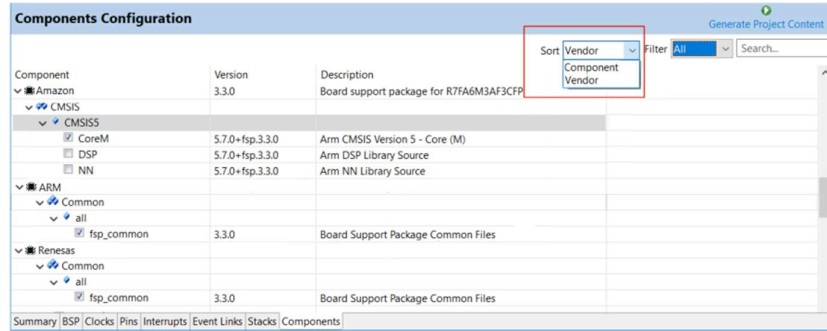 Components Configuration
Generate Project Content
Sort Vendor Filter All Search...
Component
Vendor
Component Version Description
Amazon 3.3.0 Board support package for R7FA6M3AF3CFP
CMSIS
CMSIS5
CoreM 5.7.0+fsp.3.3.0 Arm CMSIS Version 5 - Core (M)
DSP 5.7.0+fsp.3.3.0 Arm DSP Library Source
NN 5.7.0+fsp.3.3.0 Arm NN Library Source
ARM
Common
all
fsp_common 3.3.0 Board Support Package Common Files
Renesas
Common
all
fsp_common 3.3.0 Board Support Package Common Files
Summary BSP Clocks Pins Interrupts Event Links Stacks Components